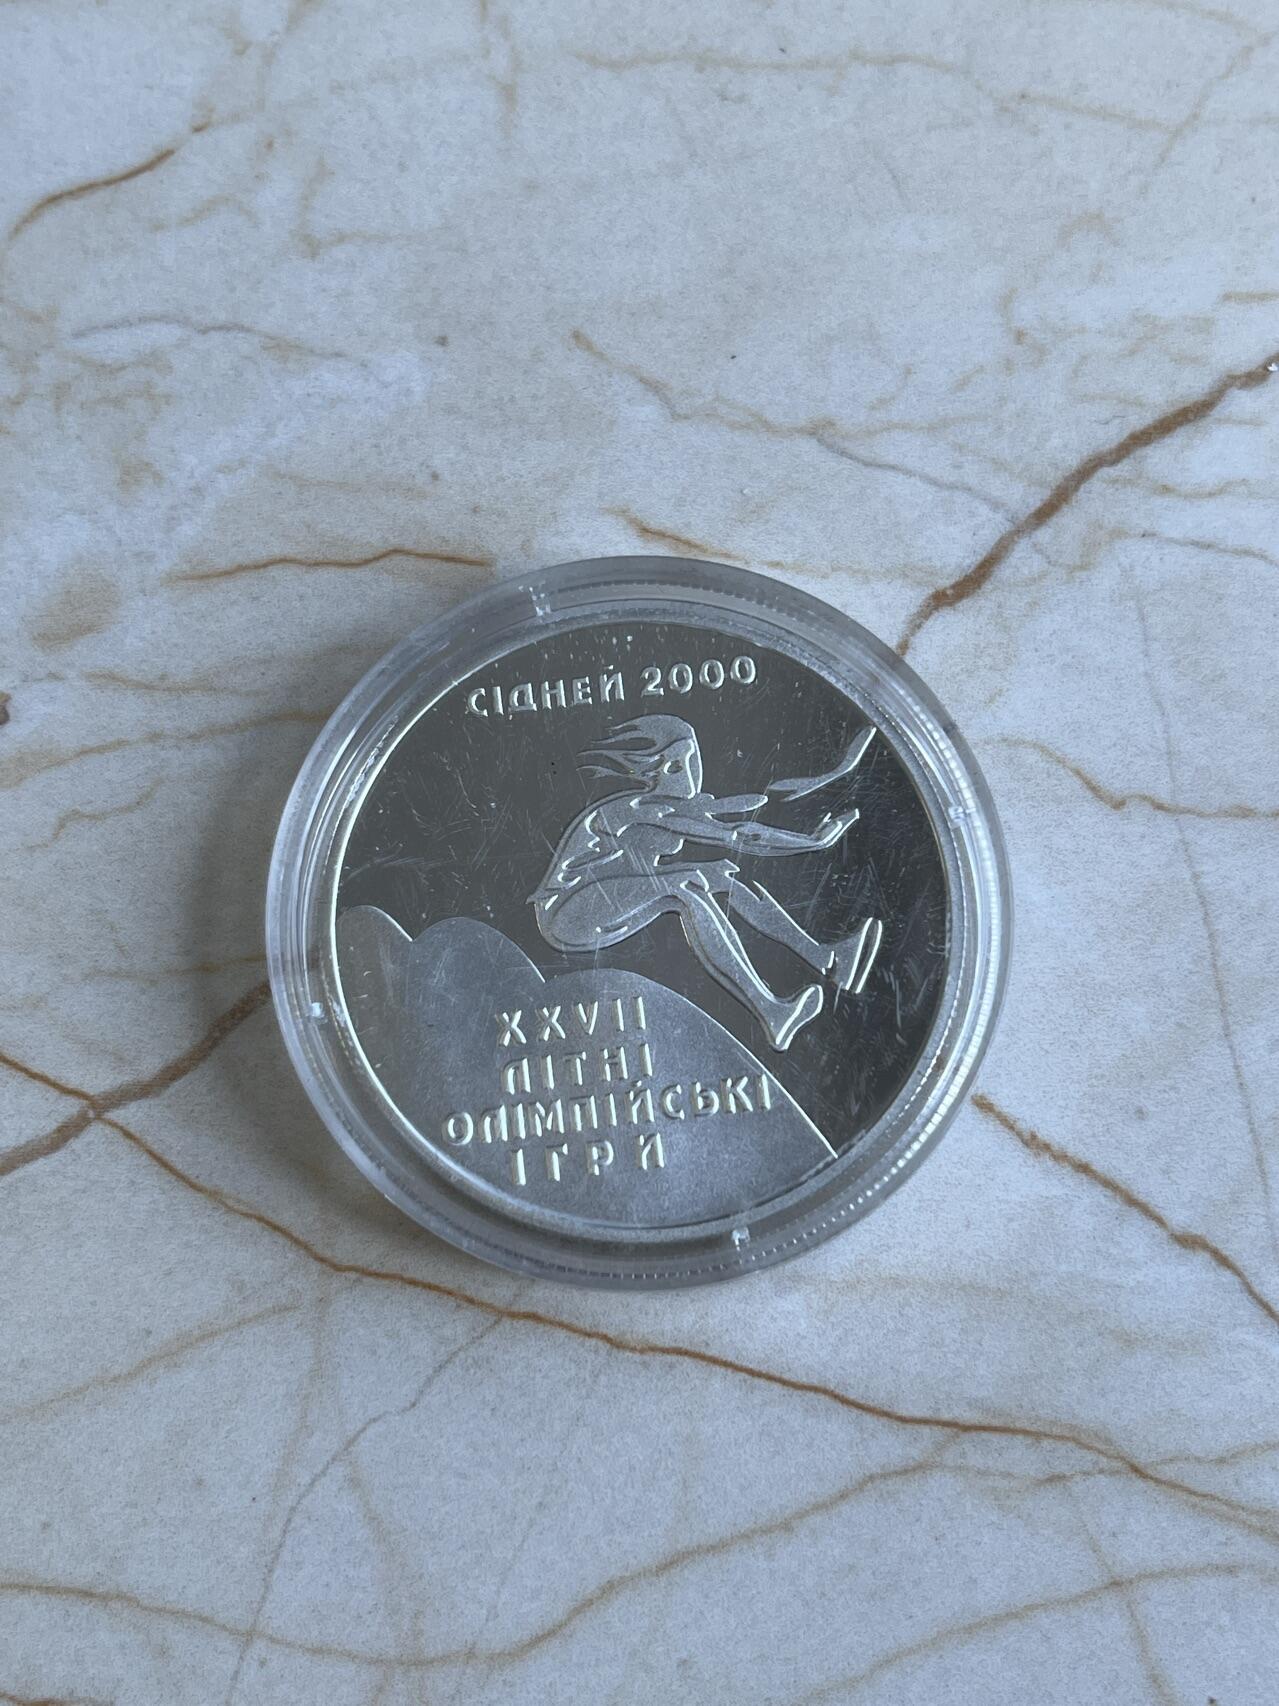 СІДНЕЙ 2000
XXVII
ЛІТНІ
ОЛІМПІЙСЬКІ
ІГРИ